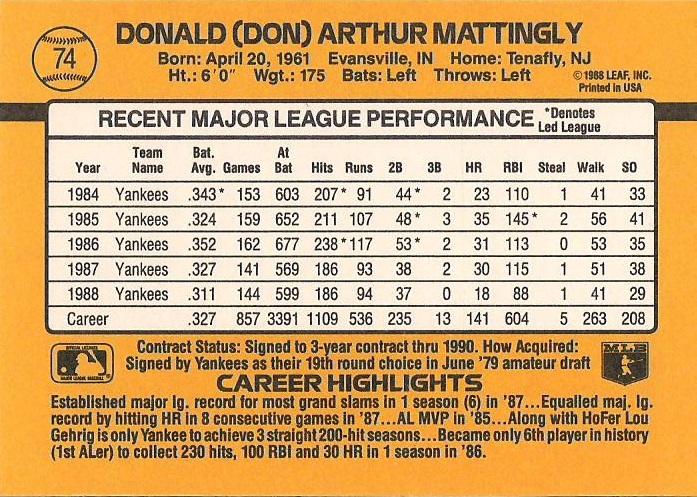 74
DONALD (DON) ARTHUR MATTINGLY
Born: April 20, 1961 Evansville, IN Home: Tenafly, NJ
Ht.: 6'0" Wgt.: 175 Bats: Left Throws: Left
© 1988 LEAF, INC.
Printed in USA
RECENT MAJOR LEAGUE PERFORMANCE *Denotes Led League
Year Team Name Bat. Avg. Games At Bat Hits Runs 2B 3B HR RBI Steal Walk SO
1984 Yankees .343* 153 603 207* 91 44* 2 23 110 1 41 33
1985 Yankees .324 159 652 211 107 48* 3 35 145* 2 56 41
1986 Yankees .352 162 677 238* 117 53* 2 31 113 0 53 35
1987 Yankees .327 141 569 186 93 38 2 30 115 1 51 38
1988 Yankees .311 144 599 186 94 37 0 18 88 1 41 29
Career .327 857 3391 1109 536 235 13 141 604 5 263 208
Contract Status: Signed to 3-year contract thru 1990. How Acquired:
Signed by Yankees as their 19th round choice in June '79 amateur draft
MLB
CAREER HIGHLIGHTS
Established major lg. record for most grand slams in 1 season (6) in '87...Equalled maj. lg.
record by hitting HR in 8 consecutive games in '87...AL MVP in '85...Along with HoFer Lou
Gehrig is only Yankee to achieve 3 straight 200-hit seasons...Became only 6th player in history
(1st ALer) to collect 230 hits, 100 RBI and 30 HR in 1 season in '86.